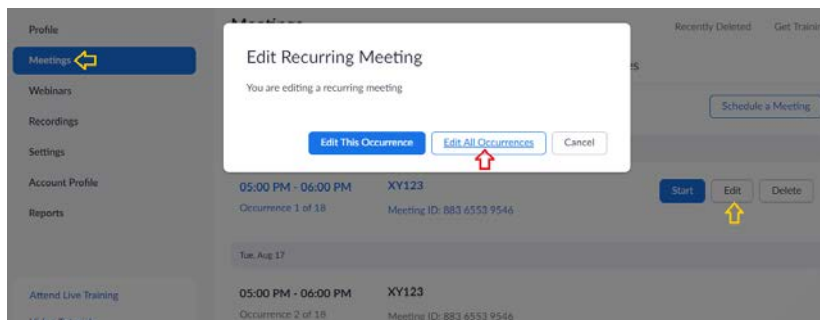 Profile
Meetings
Webinars
Recordings
Settings
Account Profile
Reports
Attend Live Training
Recently Deleted Get
Edit Recurring Meeting
You are editing a recurring meeting
Edit This Occurrence Edit All Occurrences Cancel
Schedule a Meeting
05:00 PM - 06:00 PM XY123 Start Edit Delete
Occurrence 1 of 18 Meeting ID: 883 6553 9546
Tue, Aug 17
05:00 PM - 06:00 PM XY123
Occurrence 2 of 18 Meeting ID: 883 6553 9546